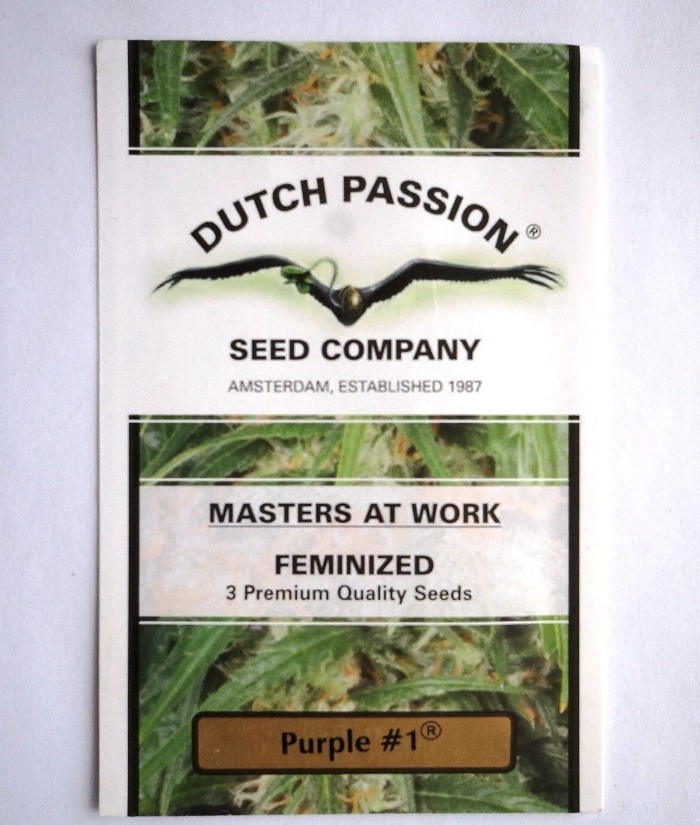 DUTCH PASSION®
SEED COMPANY
AMSTERDAM, ESTABLISHED 1987
MASTERS AT WORK
FEMINIZED
3 Premium Quality Seeds
Purple #1®